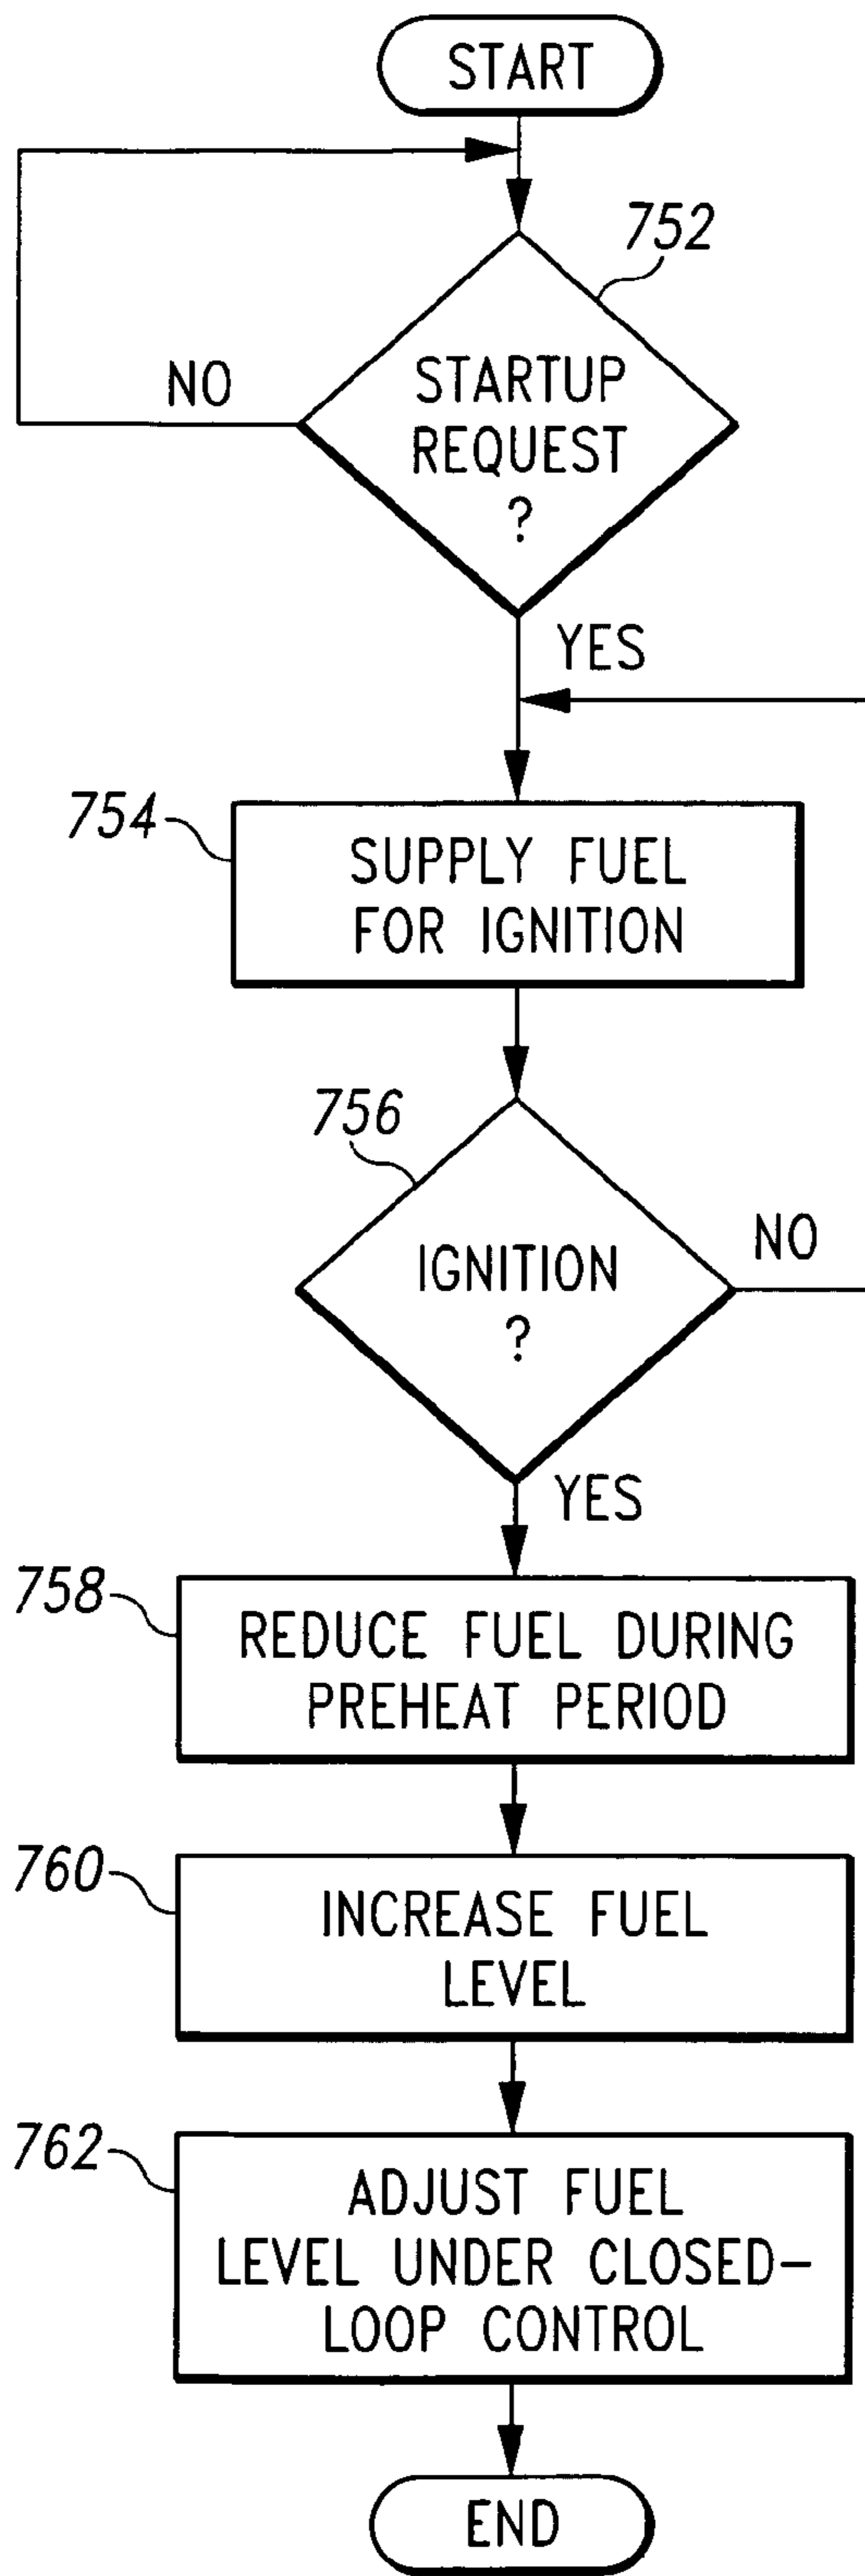 START
752
STARTUP
REQUEST
?
NO
YES
754
SUPPLY FUEL
FOR IGNITION
756
IGNITION
?
NO
YES
758
REDUCE FUEL DURING
PREHEAT PERIOD
760
INCREASE FUEL
LEVEL
762
ADJUST FUEL
LEVEL UNDER CLOSED-
LOOP CONTROL
END